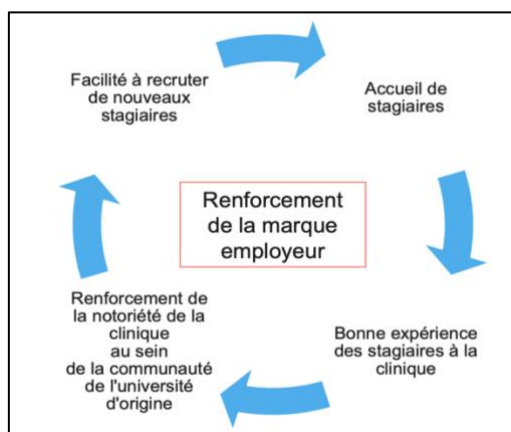 Facilité à recruter
de nouveaux
stagiaires
Accueil de
stagiaires
Renforcement
de la marque
employeur
Renforcement de
la notoriété de la
clinique
au sein
de la communauté
de l'université
d'origine
Bonne expérience
des stagiaires à la
clinique